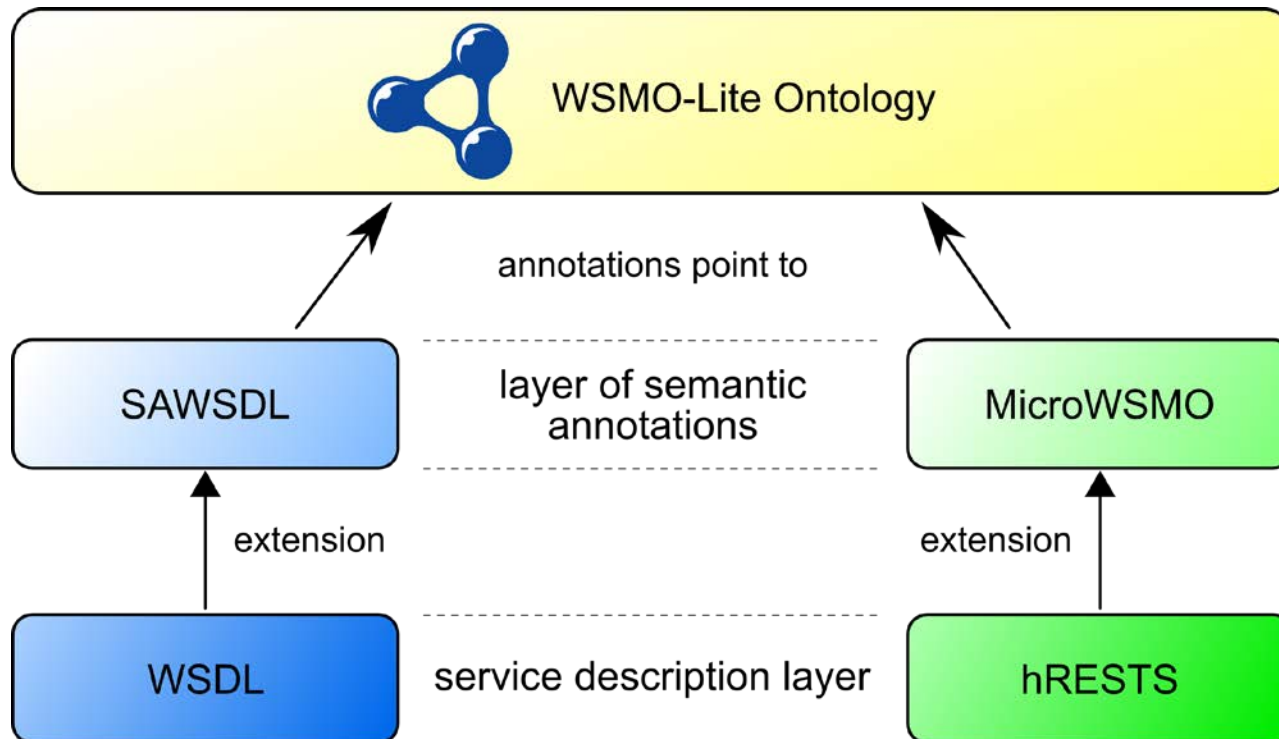 WSMO-Lite Ontology
annotations point to
SAWSDL
layer of semantic
annotations
MicroWSMO
extension
extension
WSDL
service description layer
hRESTS